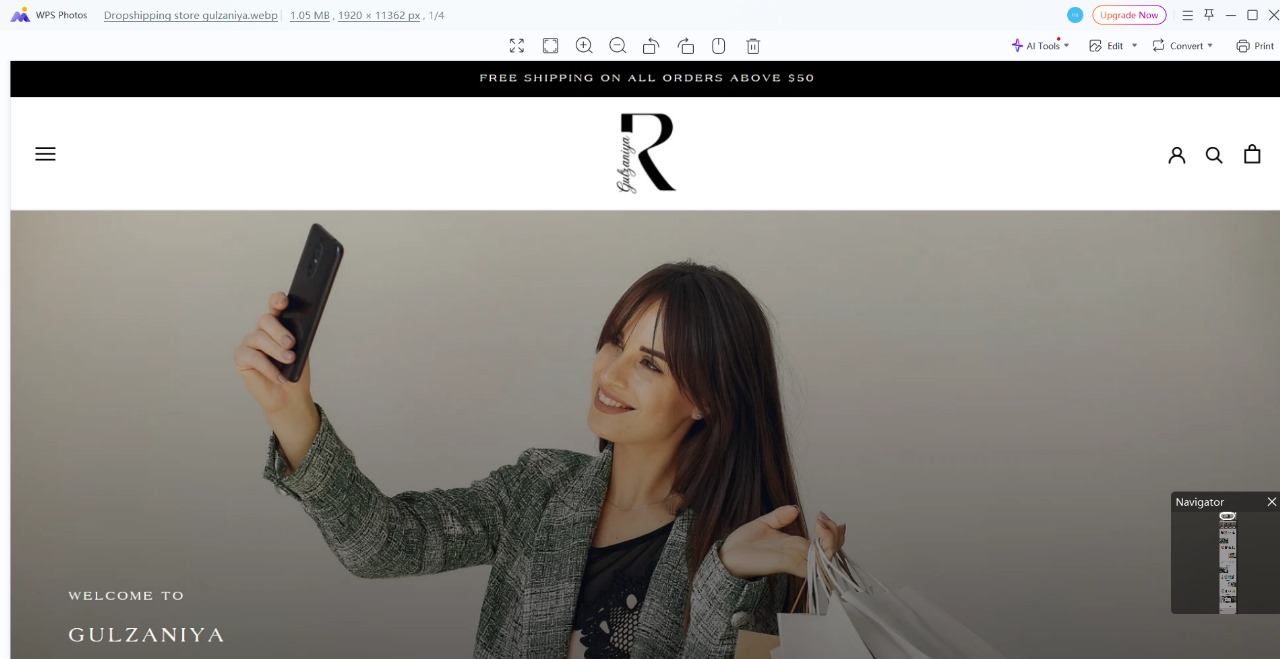 WPS Photos
Dropshipping store gulzaniya.webp
1.05 MB , 1920 × 11362 px , 1/4
Upgrade Now
AI Tools
Edit
Convert
Print
FREE SHIPPING ON ALL ORDERS ABOVE $50
R
Gulzaniya
Navigator
WELCOME TO
GULZANIYA